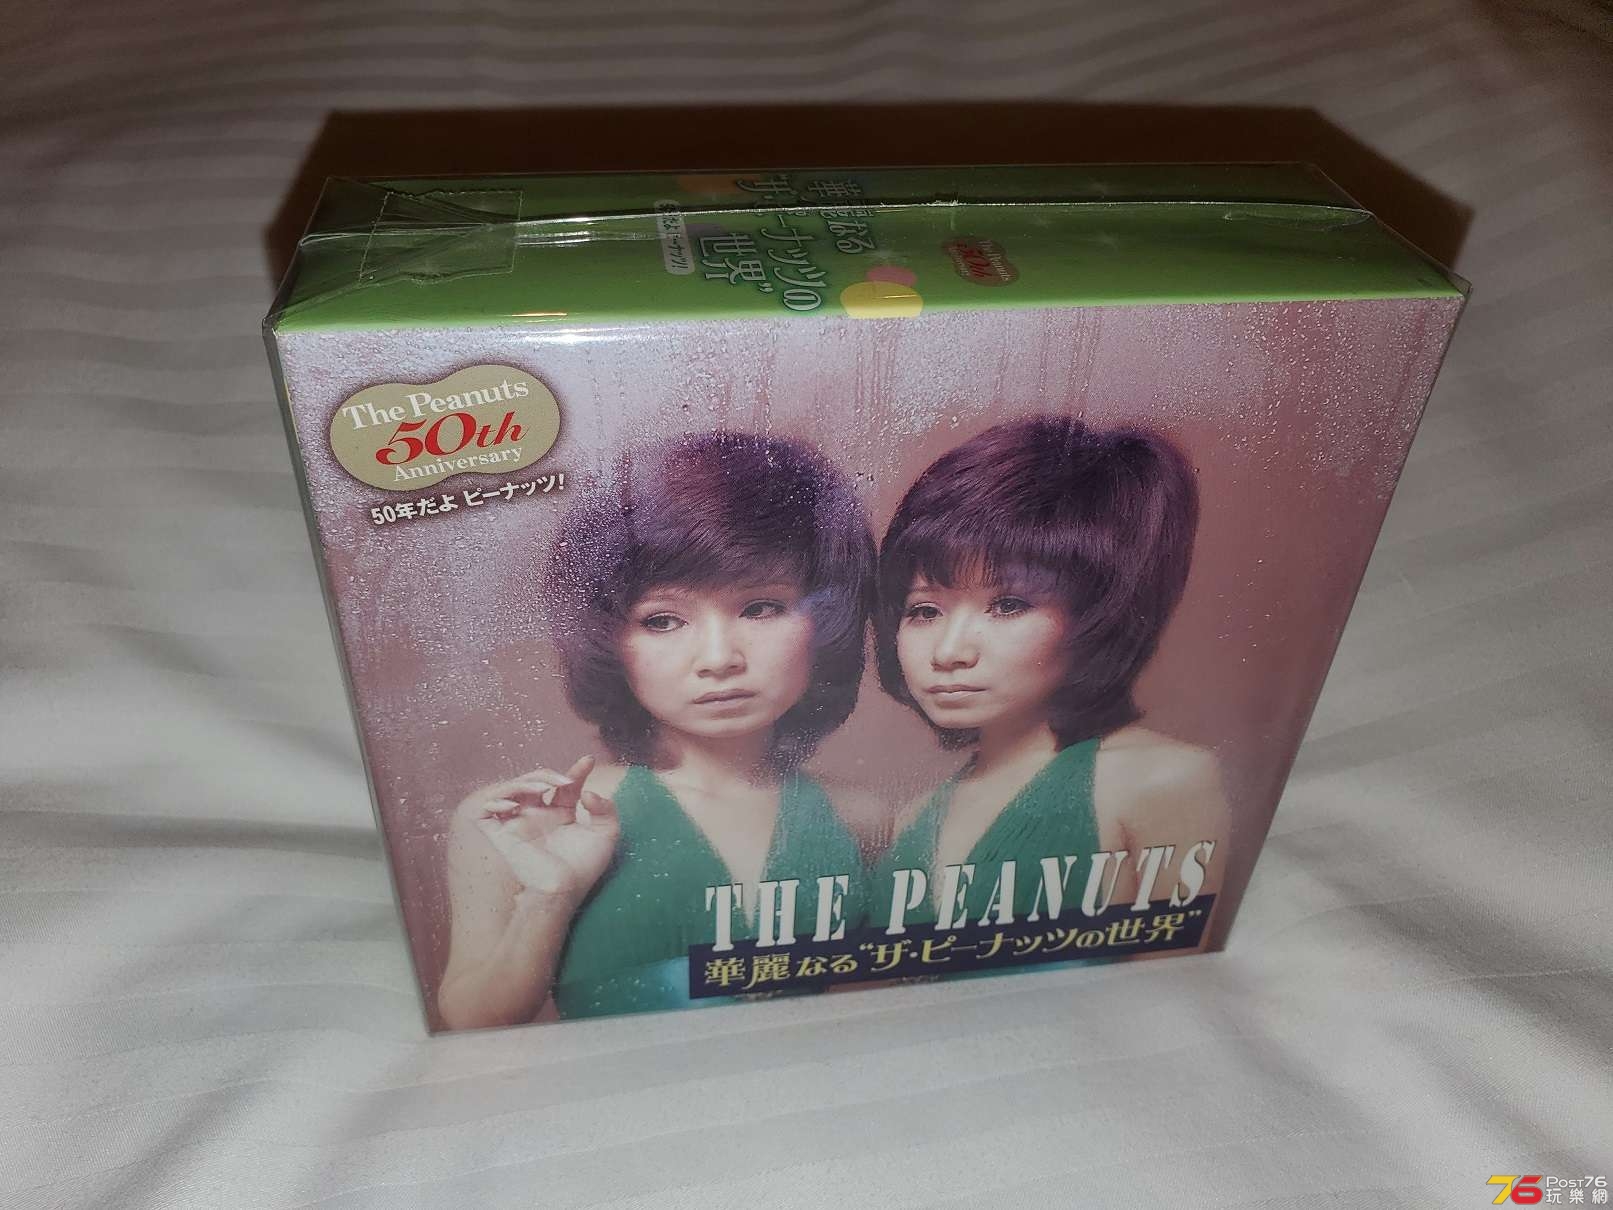 華麗なる
"ザ・ピーナッツの
世界"
The Peanuts
50th
Anniversary
50年だよ ピーナッツ!
THE PEANUTS
華麗なる"ザ・ピーナッツの世界"
76 POST76
玩樂網